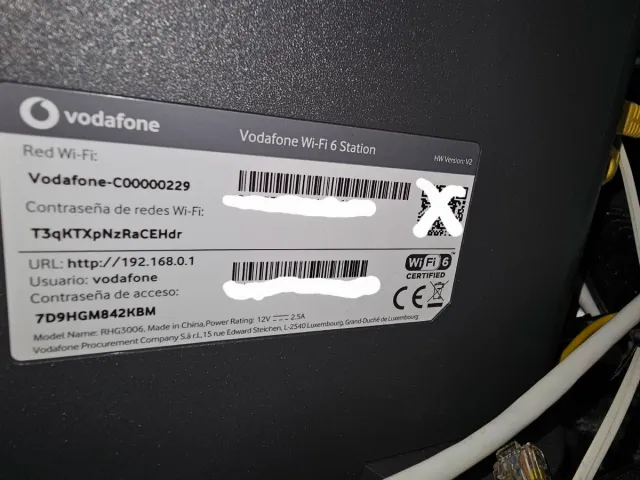 vodafone
Vodafone Wi-Fi 6 Station
HW Version: V2
Red Wi-Fi:
Vodafone-C00000229
Contraseña de redes Wi-Fi:
T3qKTXpNzRaCEHdr
URL: http://192.168.0.1
Usuario: vodafone
Contraseña de acceso:
7D9HGM842KBM
WiFi 6
CERTIFIED
CE
Model Name: RHG3006, Made in China,Power Rating: 12V 2.5A
Vodafone Procurement Company S.à r.l.,15 rue Edward Steichen, L-2540 Luxembourg, Grand-Duché de Luxembourg